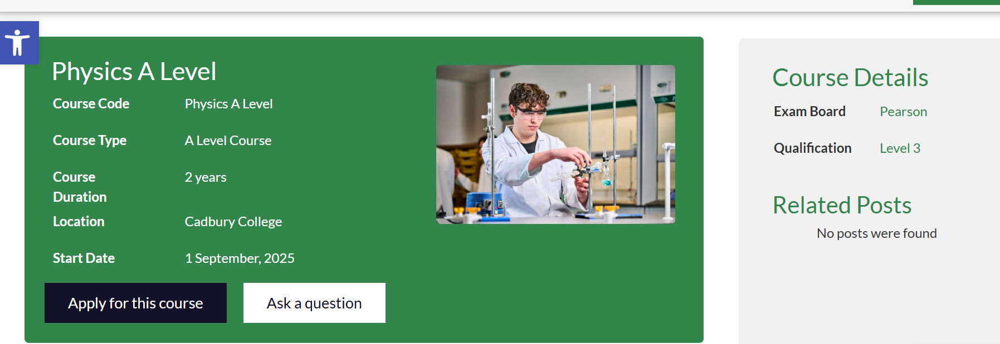 Physics A Level
Course Code Physics A Level
Course Type A Level Course
Course Duration 2 years
Location Cadbury College
Start Date 1 September, 2025
Apply for this course
Ask a question
Course Details
Exam Board Pearson
Qualification Level 3
Related Posts
No posts were found